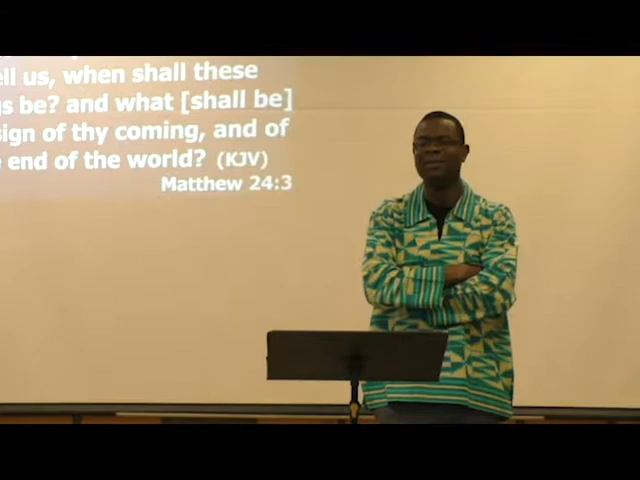 ell us, when shall these
s be? and what [shall be]
ign of thy coming, and of
e end of the world? (KJV)
Matthew 24:3